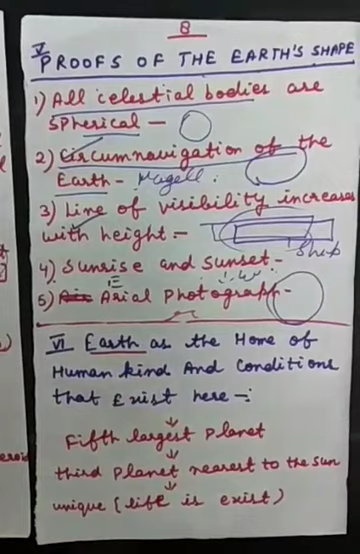 8
V PROOFS OF THE EARTH'S SHAPE
1) All celestial bodies are
Spherical -
2) Circumnavigation of the
Earth - Magell.
3) Line of visibility increases
with height. -
Ship
4) Sunrise and sunset. -
5) Arial Photograph -
VI Earth as the Home of
Human kind And Conditions
that Exist here -:
Fifth largest Planet
third Planet nearest to the sun
unique (life is exist)